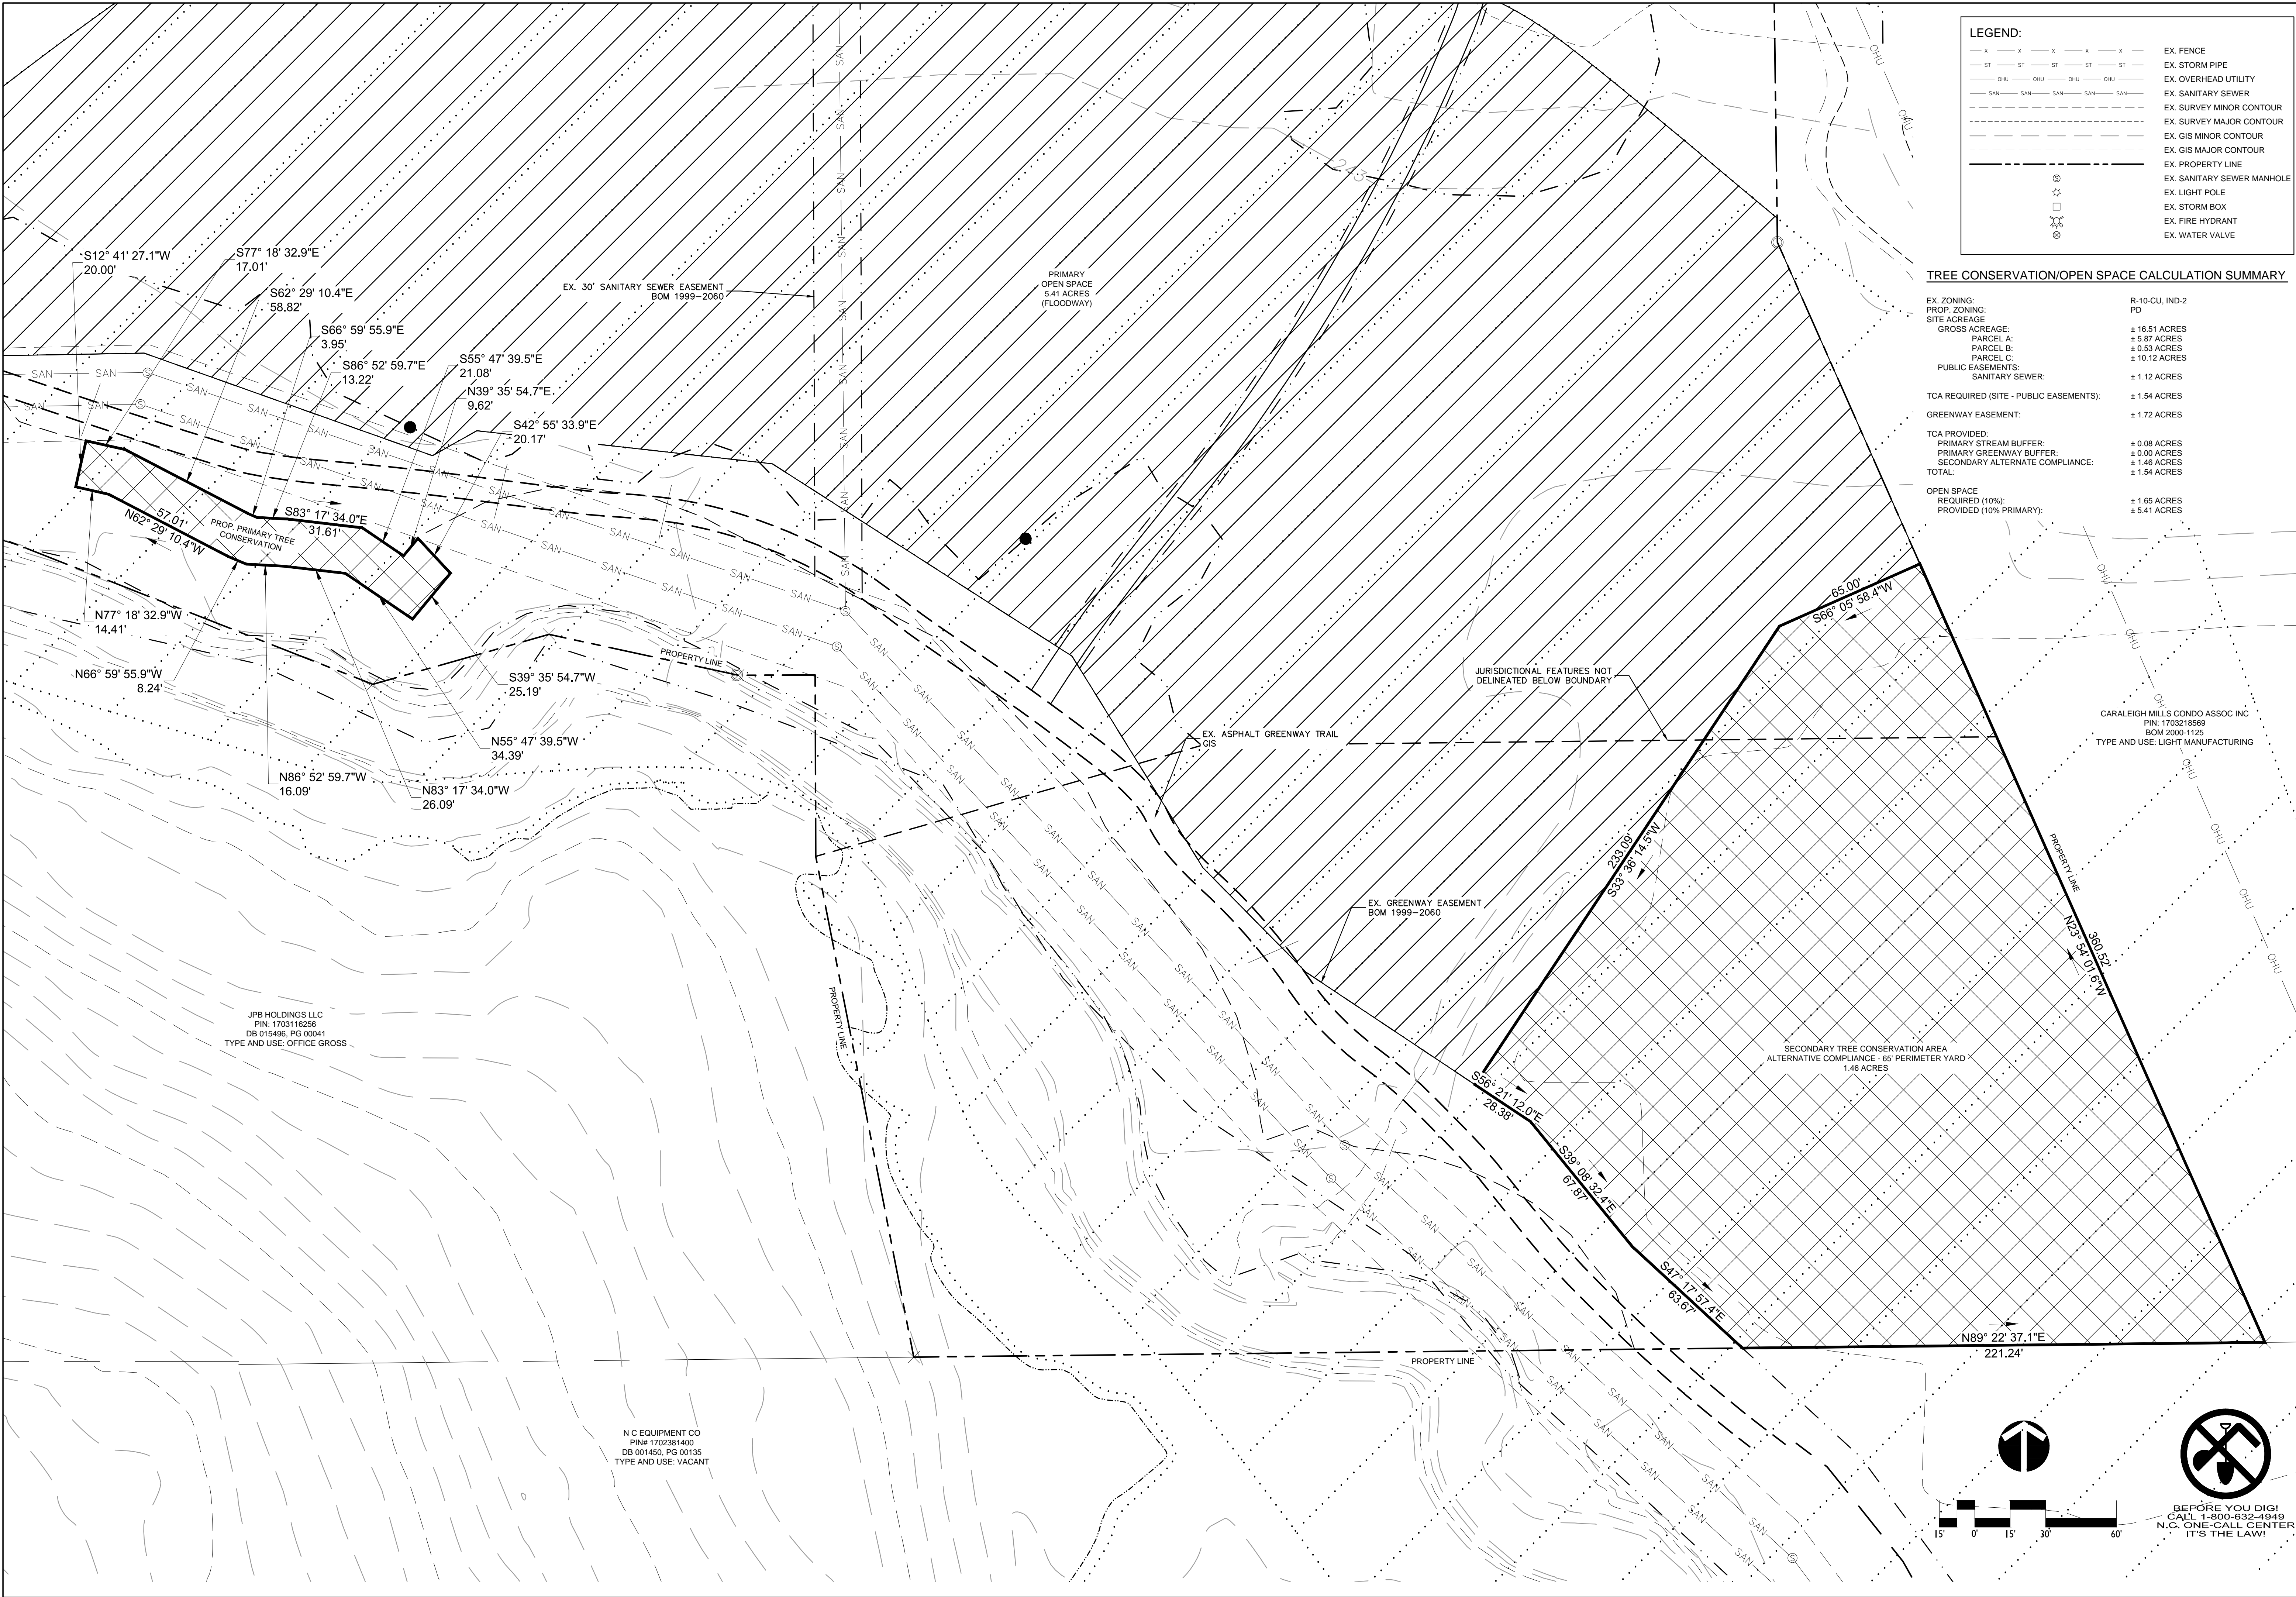 LEGEND:
X X X X X EX. FENCE
ST ST ST ST ST EX. STORM PIPE
OHU OHU OHU OHU EX. OVERHEAD UTILITY
SAN SAN SAN SAN SAN EX. SANITARY SEWER
EX. SURVEY MINOR CONTOUR
EX. SURVEY MAJOR CONTOUR
EX. GIS MINOR CONTOUR
EX. GIS MAJOR CONTOUR
EX. PROPERTY LINE
S EX. SANITARY SEWER MANHOLE
EX. LIGHT POLE
EX. STORM BOX
EX. FIRE HYDRANT
EX. WATER VALVE
TREE CONSERVATION/OPEN SPACE CALCULATION SUMMARY
EX. ZONING: R-10-CU, IND-2
PROP. ZONING: PD
SITE ACREAGE
GROSS ACREAGE: ± 16.51 ACRES
PARCEL A: ± 5.87 ACRES
PARCEL B: ± 0.53 ACRES
PARCEL C: ± 10.12 ACRES
PUBLIC EASEMENTS:
SANITARY SEWER: ± 1.12 ACRES
TCA REQUIRED (SITE - PUBLIC EASEMENTS): ± 1.54 ACRES
GREENWAY EASEMENT: ± 1.72 ACRES
TCA PROVIDED:
PRIMARY STREAM BUFFER: ± 0.08 ACRES
PRIMARY GREENWAY BUFFER: ± 0.00 ACRES
SECONDARY ALTERNATE COMPLIANCE: ± 1.46 ACRES
TOTAL: ± 1.54 ACRES
OPEN SPACE
REQUIRED (10%): ± 1.65 ACRES
PROVIDED (10% PRIMARY): ± 5.41 ACRES
S12° 41' 27.1"W
20.00'
S77° 18' 32.9"E
17.01'
S62° 29' 10.4"E
58.82'
S66° 59' 55.9"E
3.95'
S86° 52' 59.7"E
13.22'
S55° 47' 39.5"E
21.08'
N39° 35' 54.7"E
9.62'
S42° 55' 33.9"E
20.17'
EX. 30' SANITARY SEWER EASEMENT
BOM 1999-2060
PRIMARY
OPEN SPACE
5.41 ACRES
(FLOODWAY)
243
57.01'
N62° 29' 10.4"W
PROP. PRIMARY TREE
CONSERVATION
S83° 17' 34.0"E
31.61'
N77° 18' 32.9"W
14.41'
N66° 59' 55.9"W
8.24'
N86° 52' 59.7"W
16.09'
N83° 17' 34.0"W
26.09'
N55° 47' 39.5"W
34.39'
S39° 35' 54.7"W
25.19'
PROPERTY LINE
EX. ASPHALT GREENWAY TRAIL
GIS
JURISDICTIONAL FEATURES NOT
DELINEATED BELOW BOUNDARY
65.00'
S66° 05' 58.4"W
CARALEIGH MILLS CONDO ASSOC INC
PIN: 1703218569
BOM 2000-1125
TYPE AND USE: LIGHT MANUFACTURING
233.09'
S33° 36' 14.5"W
PROPERTY LINE
360.52'
N23° 54' 01.6"W
EX. GREENWAY EASEMENT
BOM 1999-2060
PROPERTY LINE
JPB HOLDINGS LLC
PIN: 1703116256
DB 015496, PG 00041
TYPE AND USE: OFFICE GROSS
SECONDARY TREE CONSERVATION AREA
ALTERNATIVE COMPLIANCE - 65' PERIMETER YARD
1.46 ACRES
S56° 21' 12.0"E
28.38'
S39° 08' 32.4"E
67.87'
S47° 17' 57.4"E
63.67'
N89° 22' 37.1"E
221.24'
PROPERTY LINE
N C EQUIPMENT CO
PIN# 1702381400
DB 001450, PG 00135
TYPE AND USE: VACANT
15' 0' 15' 30' 60'
BEFORE YOU DIG!
CALL 1-800-632-4949
N.C. ONE-CALL CENTER
IT'S THE LAW!